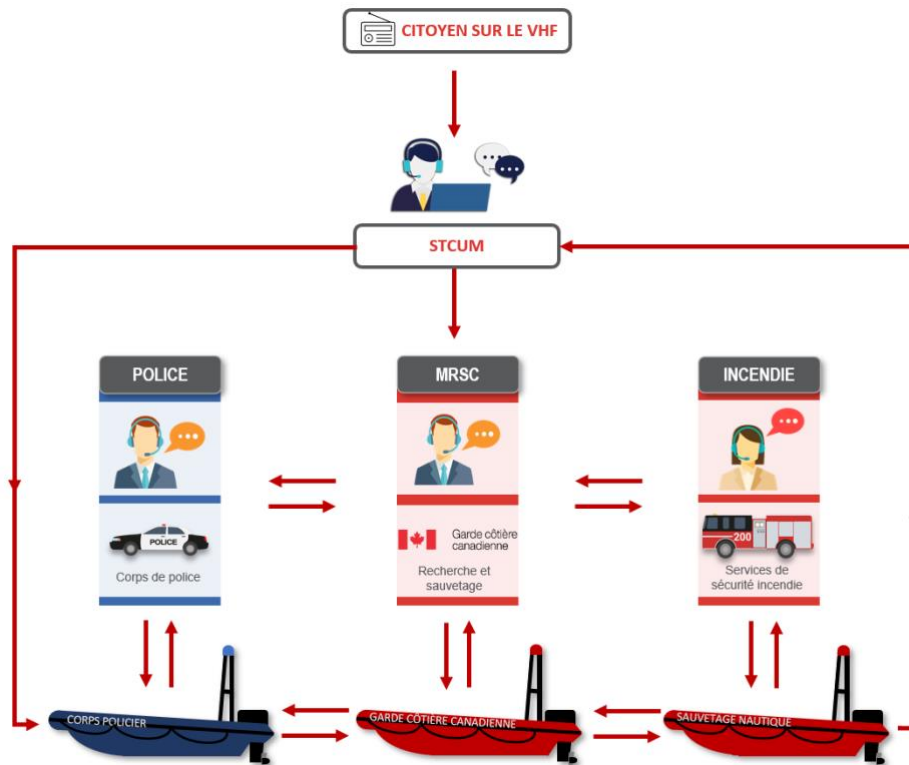 CITOYEN SUR LE VHF
STCUM
POLICE
MRSC
INCENDIE
POLICE
Garde côtière
canadienne
200
Corps de police
Recherche et
sauvetage
Services de
sécurité incendie
CORPS POLICIER
GARDE CÔTIÈRE CANADIENNE
SAUVETAGE NAUTIQUE